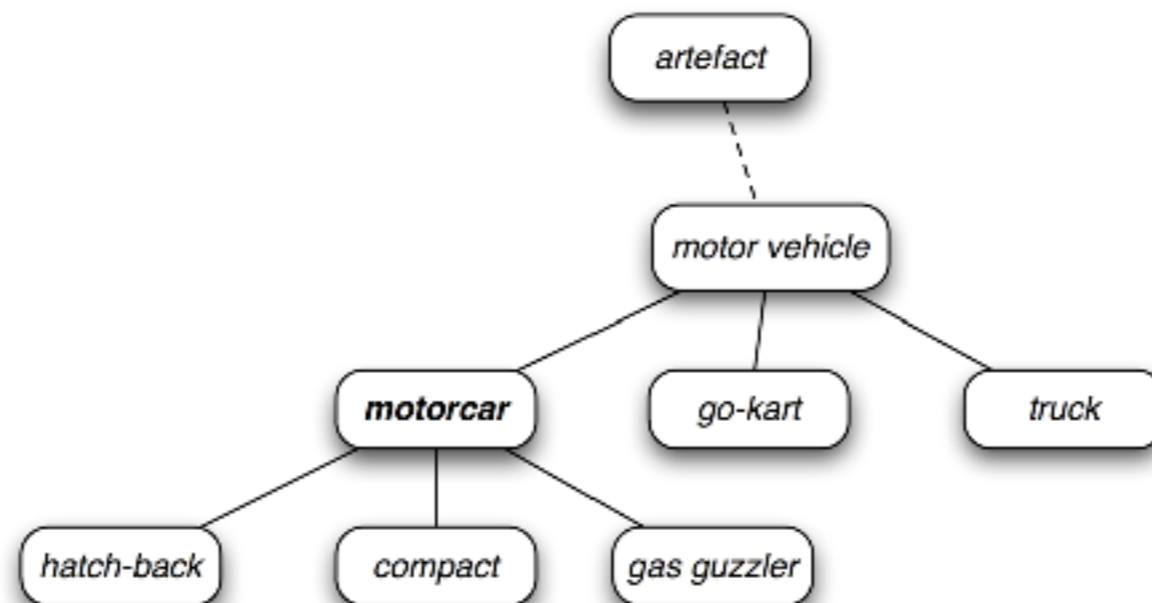 artefact
motor vehicle
motorcar
go-kart
truck
hatch-back
compact
gas guzzler